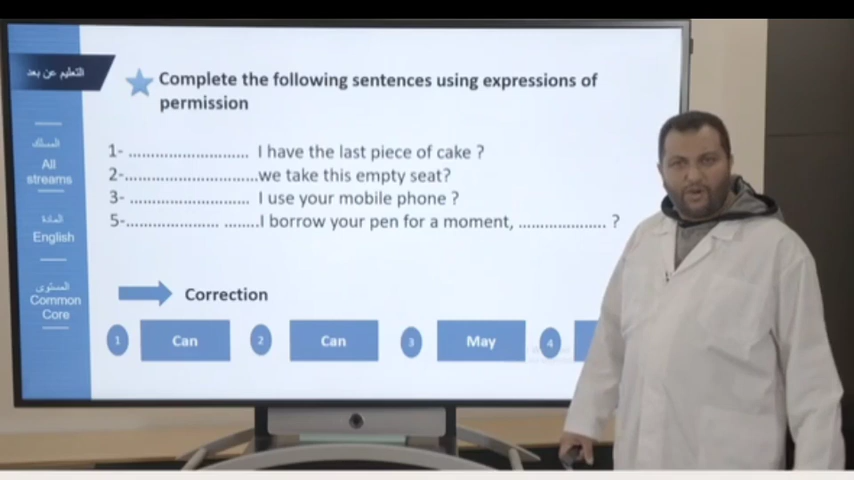 التعليم عن بعد
Complete the following sentences using expressions of
permission
1- .............................. I have the last piece of cake ?
2-.................................we take this empty seat?
3- .............................. I use your mobile phone ?
5-....................... .........I borrow your pen for a moment, ...................... ?
المسلك
All
streams
المادة
English
المستوى
Common
Core
Correction
1 Can 2 Can 3 May 4